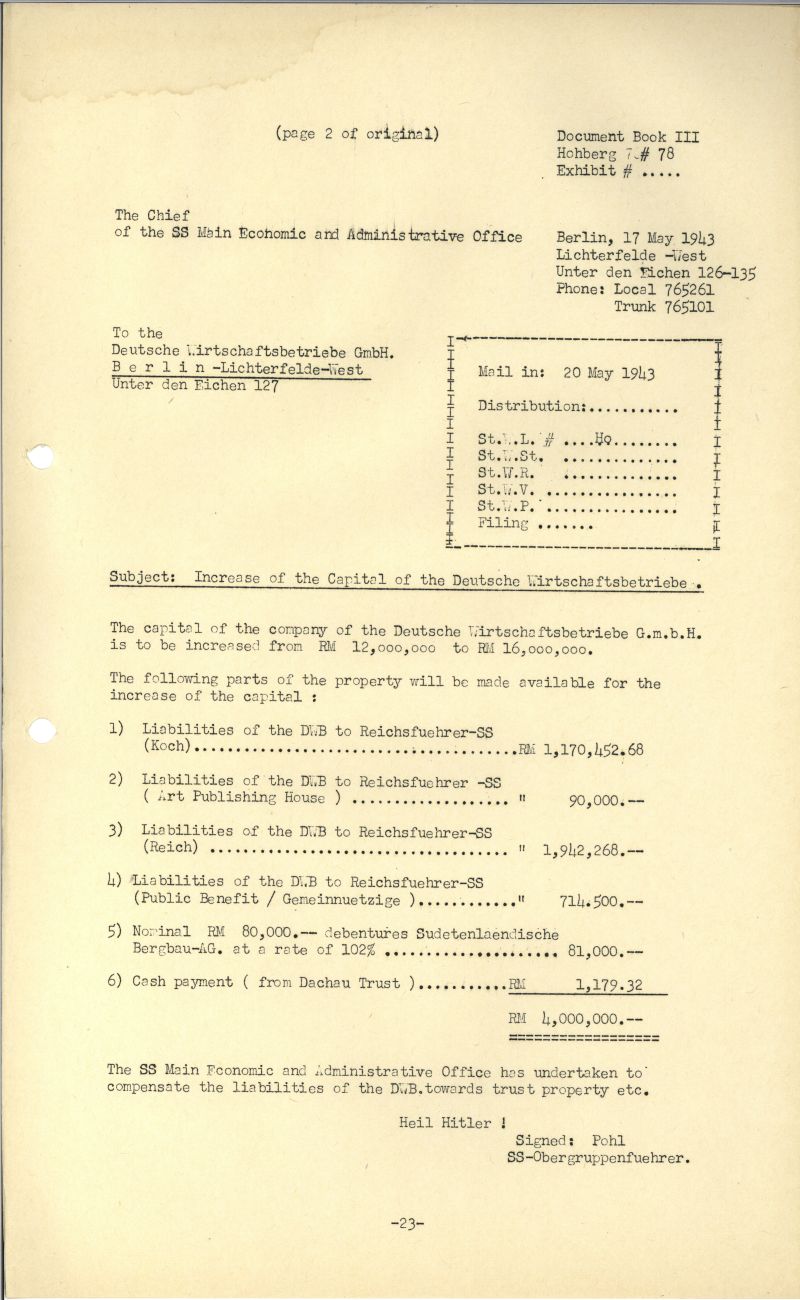 (page 2 of original)
Document Book III
Hohberg # 78
Exhibit # .....
The Chief
of the SS Main Economic and Administrative Office
Berlin, 17 May 1943
Lichterfelde -West
Unter den Eichen 126-135
Phone: Local 765261
Trunk 765101
To the
Deutsche Wirtschaftsbetriebe GmbH.
B e r l i n -Lichterfelde-West
Unter den Eichen 127
Mail in: 20 May 1943
Distribution:...........
St.W.L. # ....Ho........
St.W.St. ..............
St.W.R. ..............
St.W.V. ................
St.W.P. ................
Filing .......
Subject: Increase of the Capital of the Deutsche Wirtschaftsbetriebe .
The capital of the company of the Deutsche Wirtschaftsbetriebe G.m.b.H.
is to be increased from RM 12,000,000 to RM 16,000,000.
The following parts of the property will be made available for the
increase of the capital :
1) Liabilities of the DWB to Reichsfuehrer-SS
(Koch)......................................RM 1,170,452.68
2) Liabilities of the DWB to Reichsfuehrer -SS
( Art Publishing House ) ................... " 90,000.--
3) Liabilities of the DWB to Reichsfuehrer-SS
(Reich) ................................... " 1,942,268.--
4) Liabilities of the DWB to Reichsfuehrer-SS
(Public Benefit / Gemeinnuetzige )............" 714.500.--
5) Nominal RM 80,000.-- debentures Sudetenlaendische
Bergbau-AG. at a rate of 102% ..................... 81,000.--
6) Cash payment ( from Dachau Trust )...........RM 1,179.32
RM 4,000,000.--
The SS Main Economic and Administrative Office has undertaken to
compensate the liabilities of the DWB.towards trust property etc.
Heil Hitler !
Signed: Pohl
SS-Obergruppenfuehrer.
-23-